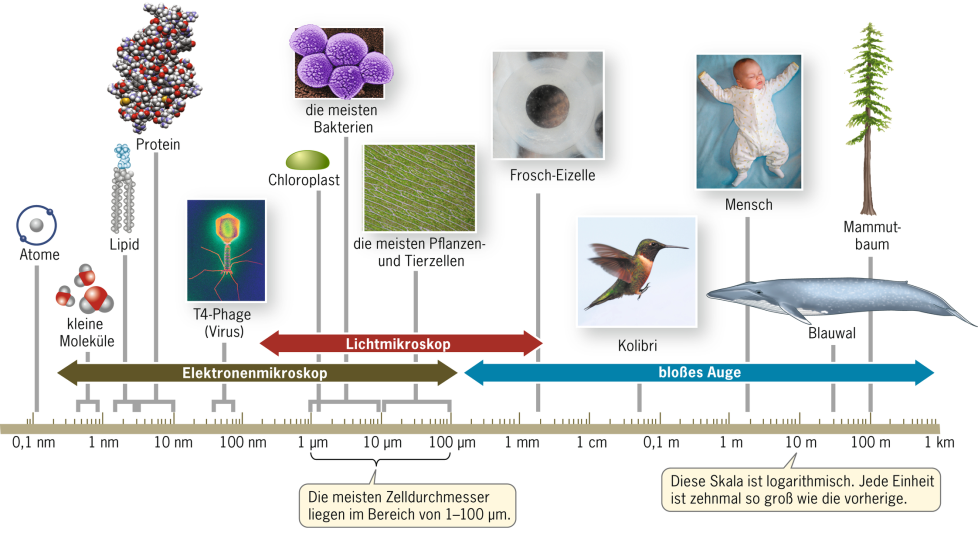 Protein
die meisten
Bakterien
Chloroplast
Frosch-Eizelle
Mensch
Mammut-
baum
Atome
Lipid
die meisten Pflanzen-
und Tierzellen
kleine
Moleküle
T4-Phage
(Virus)
Kolibri
Blauwal
Lichtmikroskop
Elektronenmikroskop
bloßes Auge
0,1 nm
1 nm
10 nm
100 nm
1 µm
10 µm
100 µm
1 mm
1 cm
0,1 m
1 m
10 m
100 m
1 km
Die meisten Zelldurchmesser
liegen im Bereich von 1–100 µm.
Diese Skala ist logarithmisch. Jede Einheit
ist zehnmal so groß wie die vorherige.